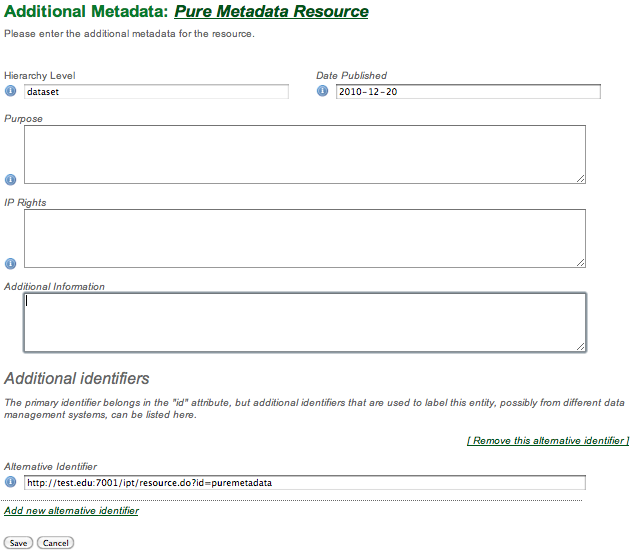 Additional Metadata: Pure Metadata Resource
Please enter the additional metadata for the resource.
Hierarchy Level
Date Published
i dataset
i 2010-12-20
Purpose
i
IP Rights
i
Additional Information
Additional identifiers
The primary identifier belongs in the "id" attribute, but additional identifiers that are used to label this entity, possibly from different data
management systems, can be listed here.
[ Remove this alternative identifier ]
Alternative Identifier
i http://test.edu:7001/ipt/resource.do?id=puremetadata
Add new alternative identifier
Save Cancel